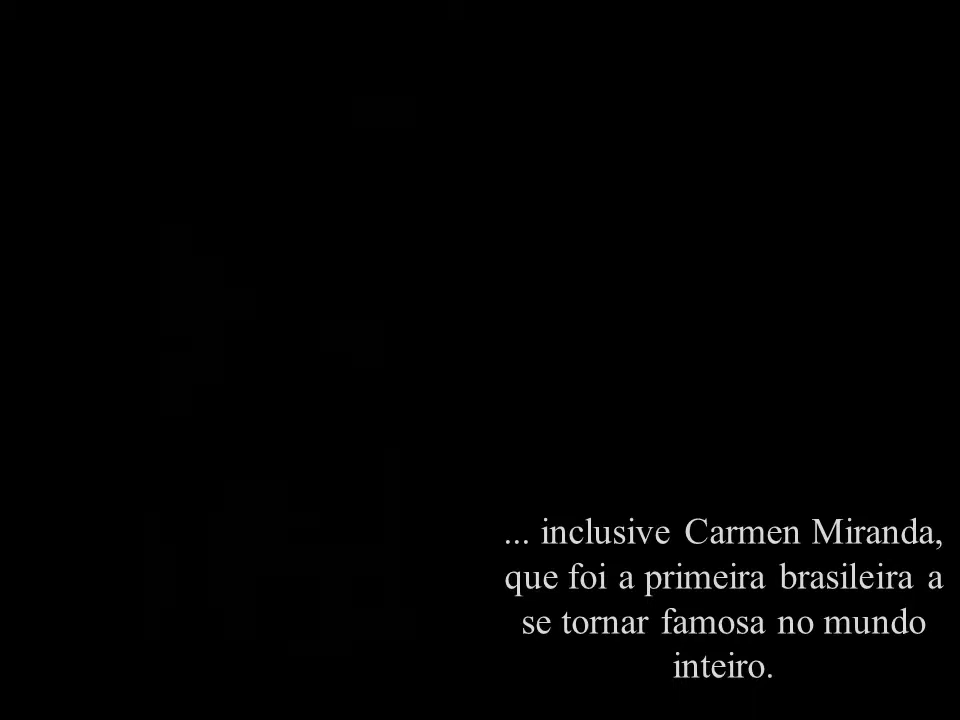 ... inclusive Carmen Miranda,
que foi a primeira brasileira a
se tornar famosa no mundo
inteiro.